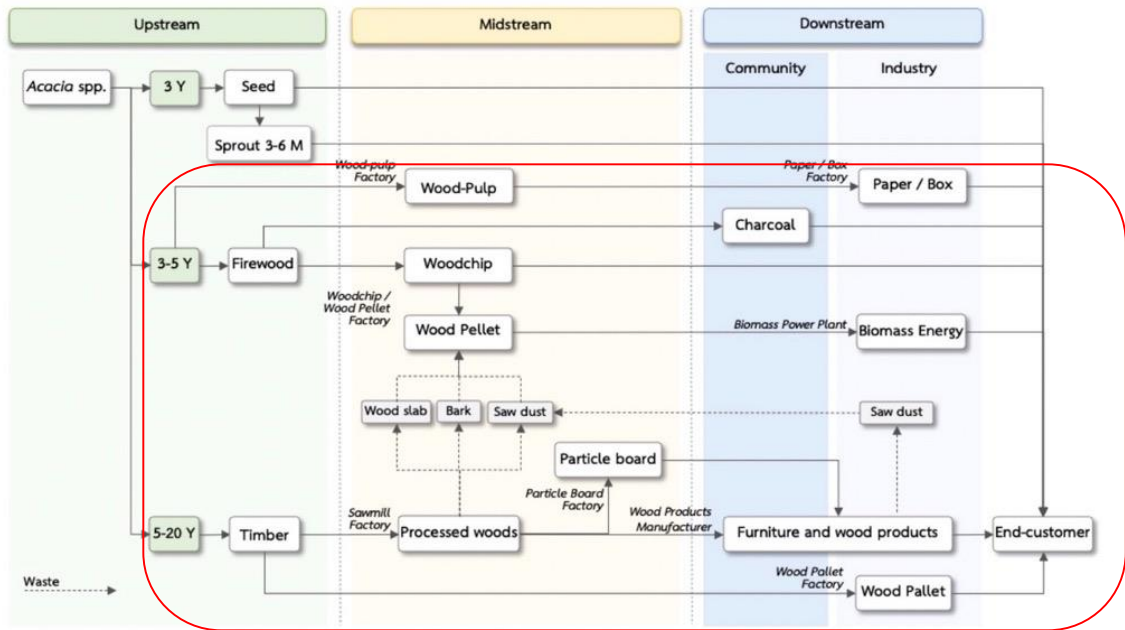 Upstream
Midstream
Downstream
Community
Industry
Acacia spp.
3 Y
Seed
Sprout 3-6 M
Wood-pulp
Factory
Wood-Pulp
Paper / Box
Factory
Paper / Box
Charcoal
3-5 Y
Firewood
Woodchip
Woodchip /
Wood Pellet
Factory
Wood Pellet
Biomass Power Plant
Biomass Energy
Wood slab
Bark
Saw dust
Saw dust
Particle board
Particle Board
Factory
5-20 Y
Timber
Sawmill
Factory
Processed woods
Wood Products
Manufacturer
Furniture and wood products
End-customer
Waste
Wood Pallet
Factory
Wood Pallet